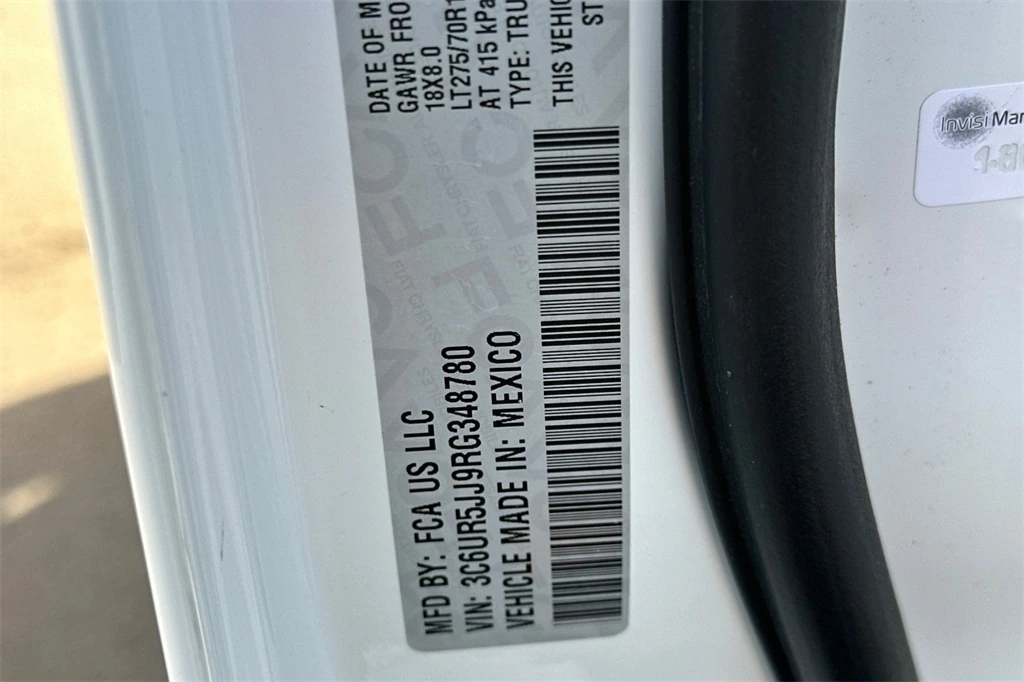 MFD BY: FCA US LLC
VIN: 3C6UR5JJ9RG348780
VEHICLE MADE IN: MEXICO
DATE OF M
GAWR FRO
18X8.0
LT275/70R1
AT 415 kPa
TYPE: TRU
THIS VEHIC
ST
InvisiMar